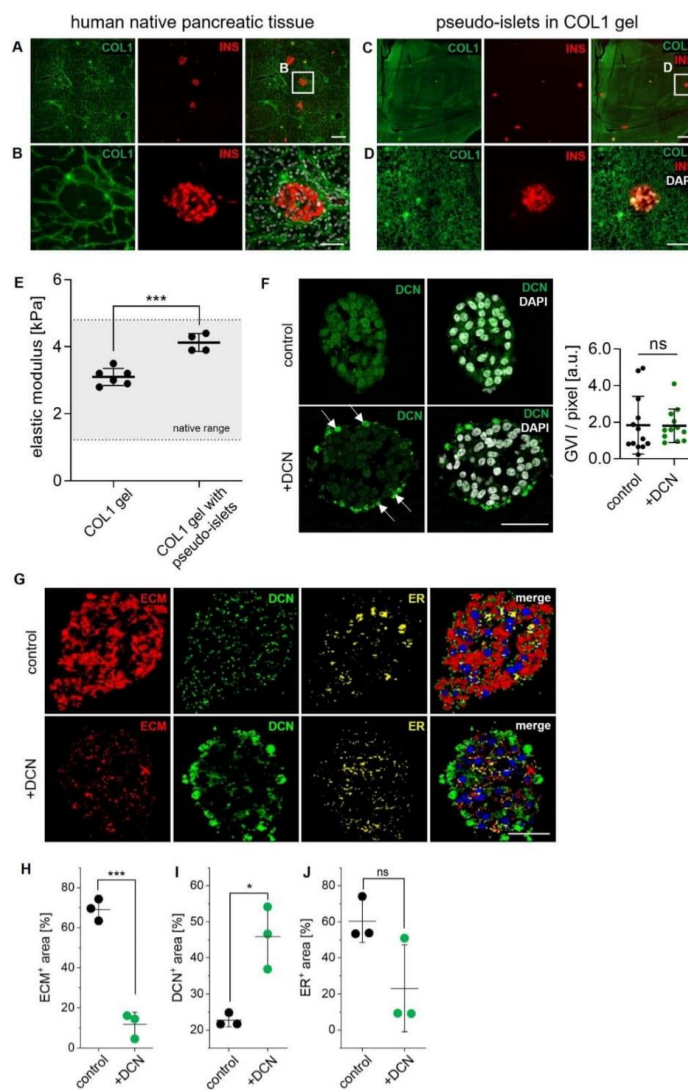 human native pancreatic tissue
pseudo-islets in COL1 gel
A
COL1
INS
B
C
COL1
INS
COL
INS
D
B
COL1
INS
D
COL1
INS
COL
INS
DAPI
E
elastic modulus [kPa]
6
4
2
0
***
native range
COL1 gel
COL1 gel with
pseudo-islets
F
control
DCN
DCN
DAPI
+DCN
DCN
DCN
DAPI
GVI / pixel [a.u.]
ns
6.0
4.0
2.0
0.0
control
+DCN
G
control
ECM
DCN
ER
merge
+DCN
ECM
DCN
ER
merge
H
ECM+ area [%]
***
80
60
40
20
0
control
+DCN
I
DCN+ area [%]
*
50
40
30
20
control
+DCN
J
ER+ area [%]
ns
80
60
40
20
0
control
+DCN